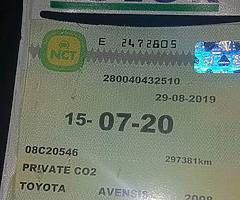 E 2472805
NCT
280040432510
29-08-2019
15-07-20
08C20546
297381km
PRIVATE CO2
TOYOTA AVENSIS 2008